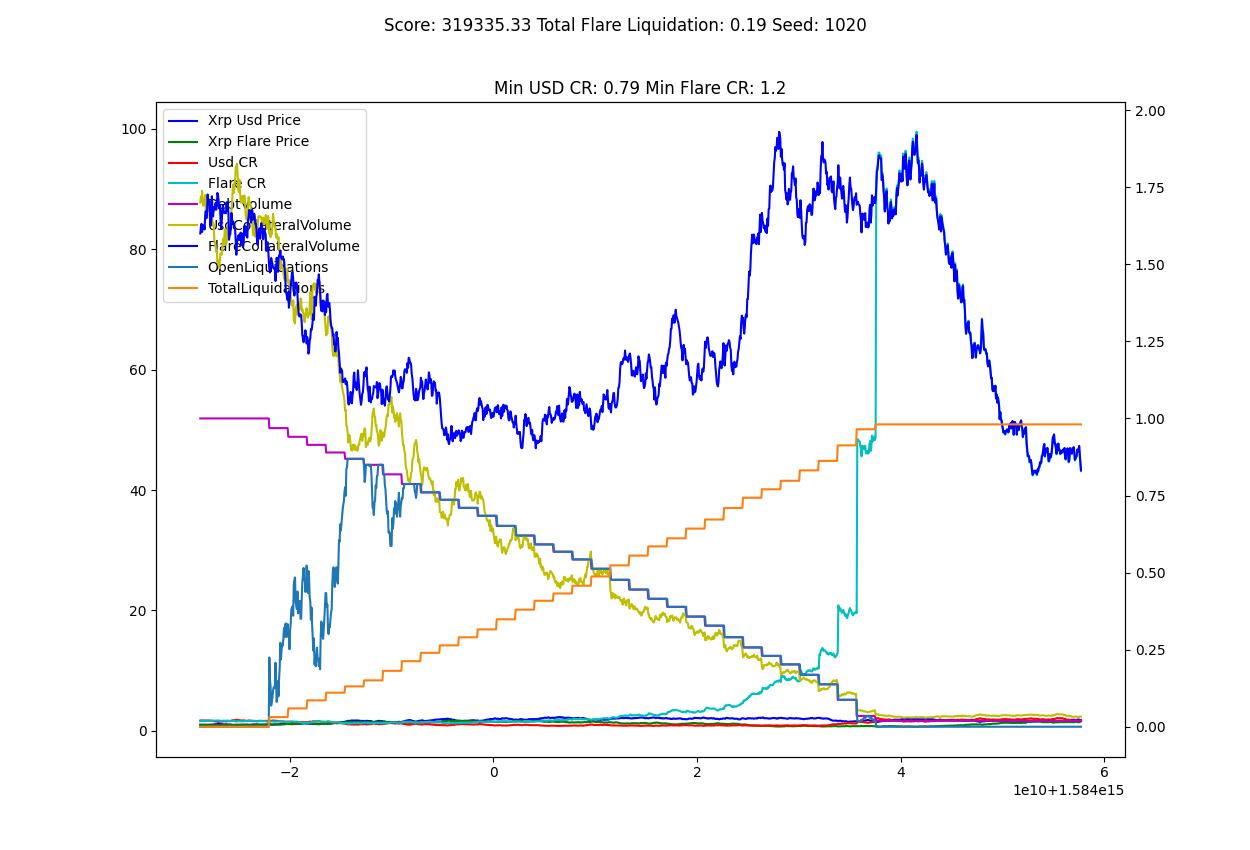 Score: 319335.33 Total Flare Liquidation: 0.19 Seed: 1020
Min USD CR: 0.79 Min Flare CR: 1.2
Xrp Usd Price
Xrp Flare Price
Usd CR
Flare CR
DebtVolume
UsdCollateralVolume
FlareCollateralVolume
OpenLiquidations
TotalLiquidations
100
80
60
40
20
0
2.00
1.75
1.50
1.25
1.00
0.75
0.50
0.25
0.00
−2 0 2 4 6
1e10+1.584e15